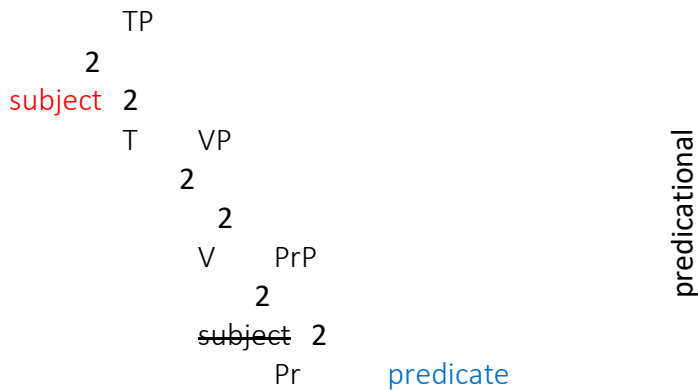 TP
2
subject 2
T VP
2
2
V PrP
2
subject 2
Pr predicate
predicational